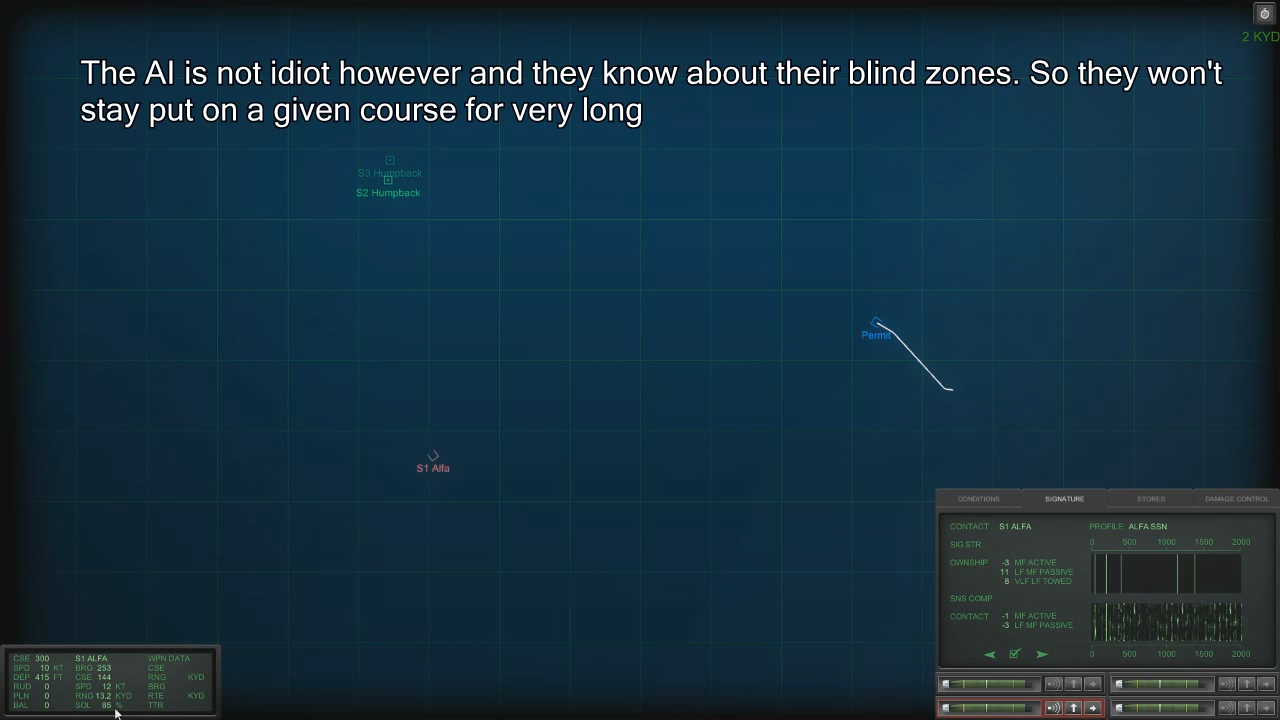 2 KYD
The AI is not idiot however and they know about their blind zones. So they won't
stay put on a given course for very long
S3 Humpback
S2 Humpback
Permit
S1 Alfa
CONDITIONS SIGNATURE STORES DAMAGE CONTROL
CONTACT S1 ALFA PROFILE: ALFA SSN
SIG STR 0 500 1000 1500 2000
OWNSHIP -3 MF ACTIVE
11 LF MF PASSIVE
8 VLF LF TOWED
SNS COMP
CONTACT -1 MF ACTIVE
-3 LF MF PASSIVE
0 500 1000 1500 2000
CSE 300 S1 ALFA WPN DATA
SPD 10 KT BRG 253 CSE
DEP 415 FT CSE 144 RNG KYD
RUD 0 SPD 12 KT BRG
PLN 0 RNG 13.2 KYD RTE KYD
BAL 0 SOL 85 % TTR